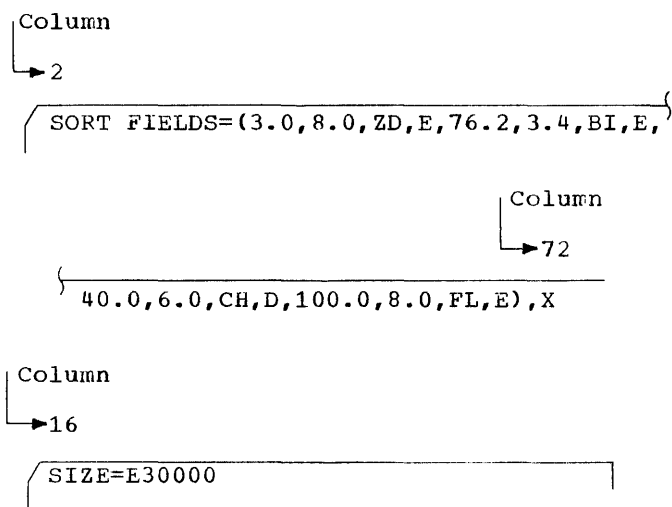 Column
2
SORT FIELDS=(3.0,8.0,ZD,E,76.2,3.4,BI,E,
Column
72
40.0,6.0,CH,D,100.0,8.0,FL,E),X
Column
16
SIZE=E30000